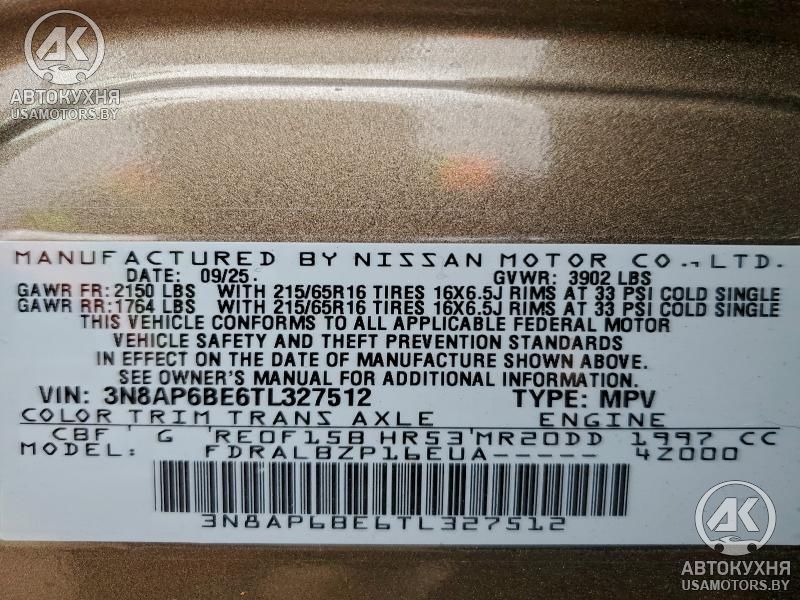 AK
АВТОКУХНЯ
USAMOTORS.BY
MANUFACTURED BY NISSAN MOTOR CO.,LTD.
DATE: 09/25 GVWR: 3902 LBS
GAWR FR: 2150 LBS WITH 215/65R16 TIRES 16X6.5J RIMS AT 33 PSI COLD SINGLE
GAWR RR: 1764 LBS WITH 215/65R16 TIRES 16X6.5J RIMS AT 33 PSI COLD SINGLE
THIS VEHICLE CONFORMS TO ALL APPLICABLE FEDERAL MOTOR
VEHICLE SAFETY AND THEFT PREVENTION STANDARDS
IN EFFECT ON THE DATE OF MANUFACTURE SHOWN ABOVE.
SEE OWNER'S MANUAL FOR ADDITIONAL INFORMATION.
VIN: 3N8AP6BE6TL327512 TYPE: MPV
COLOR TRIM TRANS AXLE ENGINE
CBF G RE0F15B HR53 MR20DD 1997 CC
MODEL: FDRALBZP16EUA----- 4Z000
3N8AP6BE6TL327512
AK
АВТОКУХНЯ
USAMOTORS.BY